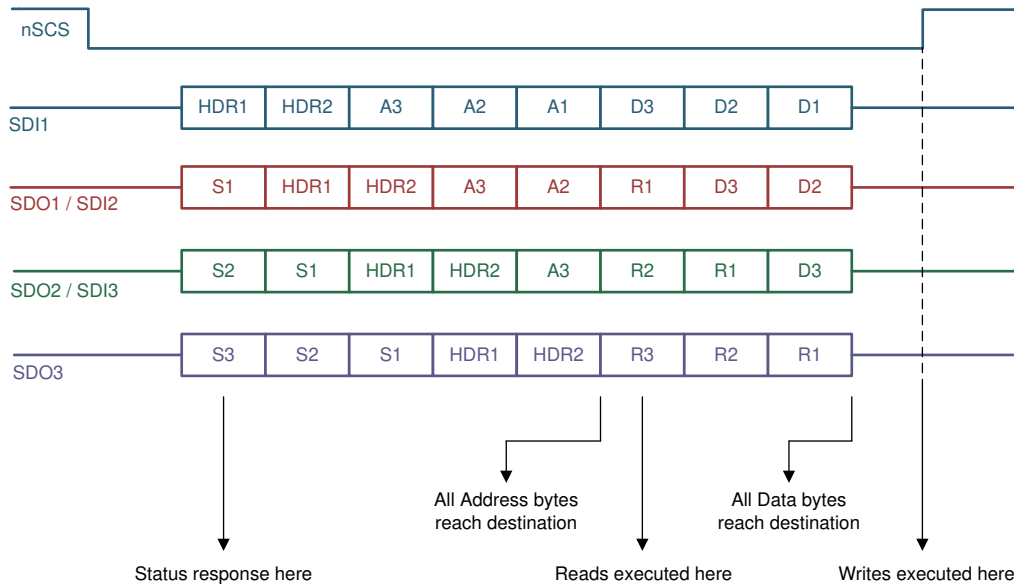 nSCS
HDR1 HDR2 A3 A2 A1 D3 D2 D1
SDI1
S1 HDR1 HDR2 A3 A2 R1 D3 D2
SDO1 / SDI2
S2 S1 HDR1 HDR2 A3 R2 R1 D3
SDO2 / SDI3
S3 S2 S1 HDR1 HDR2 R3 R2 R1
SDO3
All Address bytes
reach destination
All Data bytes
reach destination
Status response here
Reads executed here
Writes executed here